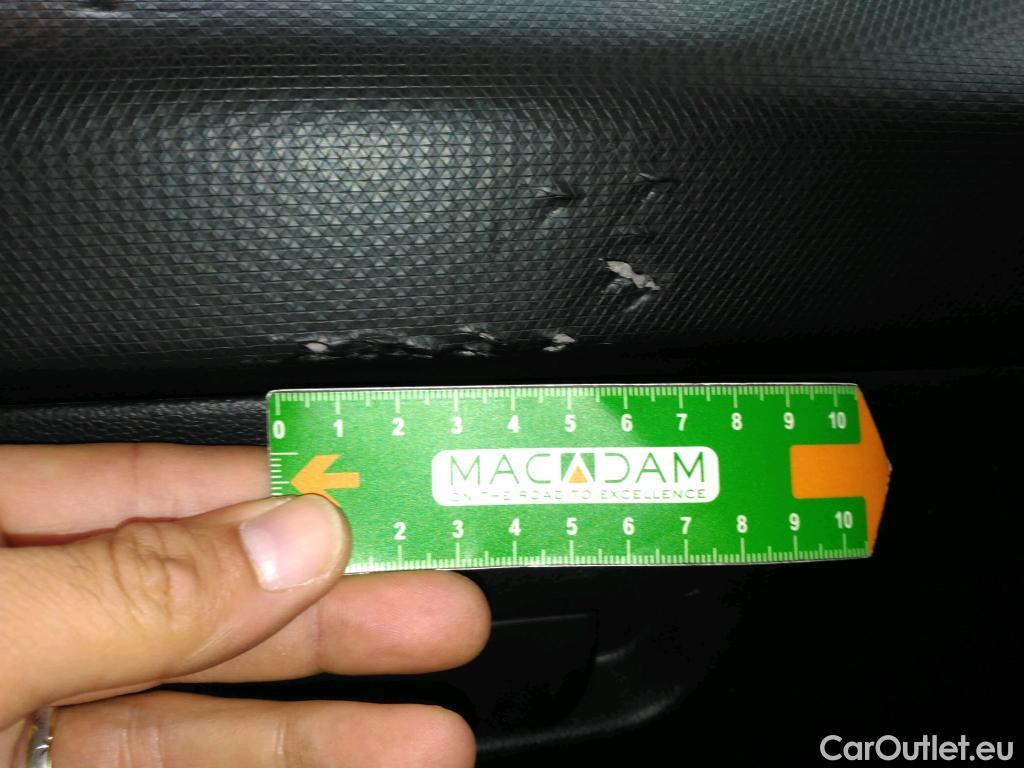 0 1 2 3 4 5 6 7 8 9 10
MACADAM
ON THE ROAD TO EXCELLENCE
2 3 4 5 6 7 8 9 10
CarOutlet.eu